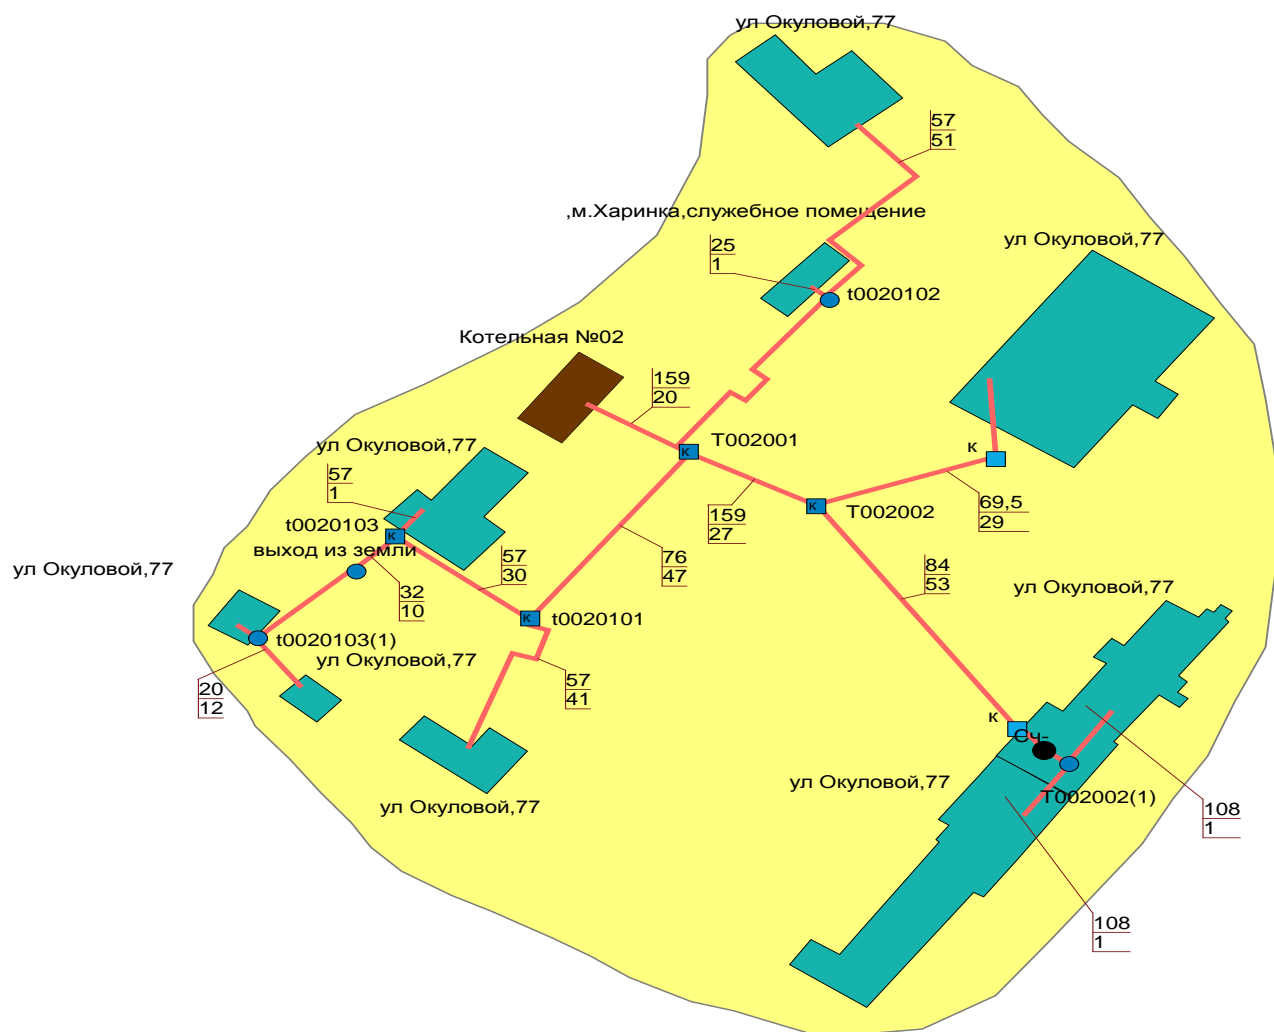 ул Окуловой,77
57
51
,м.Харинка,служебное помещение
ул Окуловой,77
25
1
t0020102
Котельная №02
159
20
Т002001
ул Окуловой,77
к
к
57
1
159
27
69,5
29
к
Т002002
t0020103
к
выход из земли
57
30
76
47
ул Окуловой,77
32
10
84
53
ул Окуловой,77
к
t0020101
t0020103(1)
ул Окуловой,77
20
12
57
41
к
Сч-
ул Окуловой,77
Т002002(1)
ул Окуловой,77
108
1
108
1